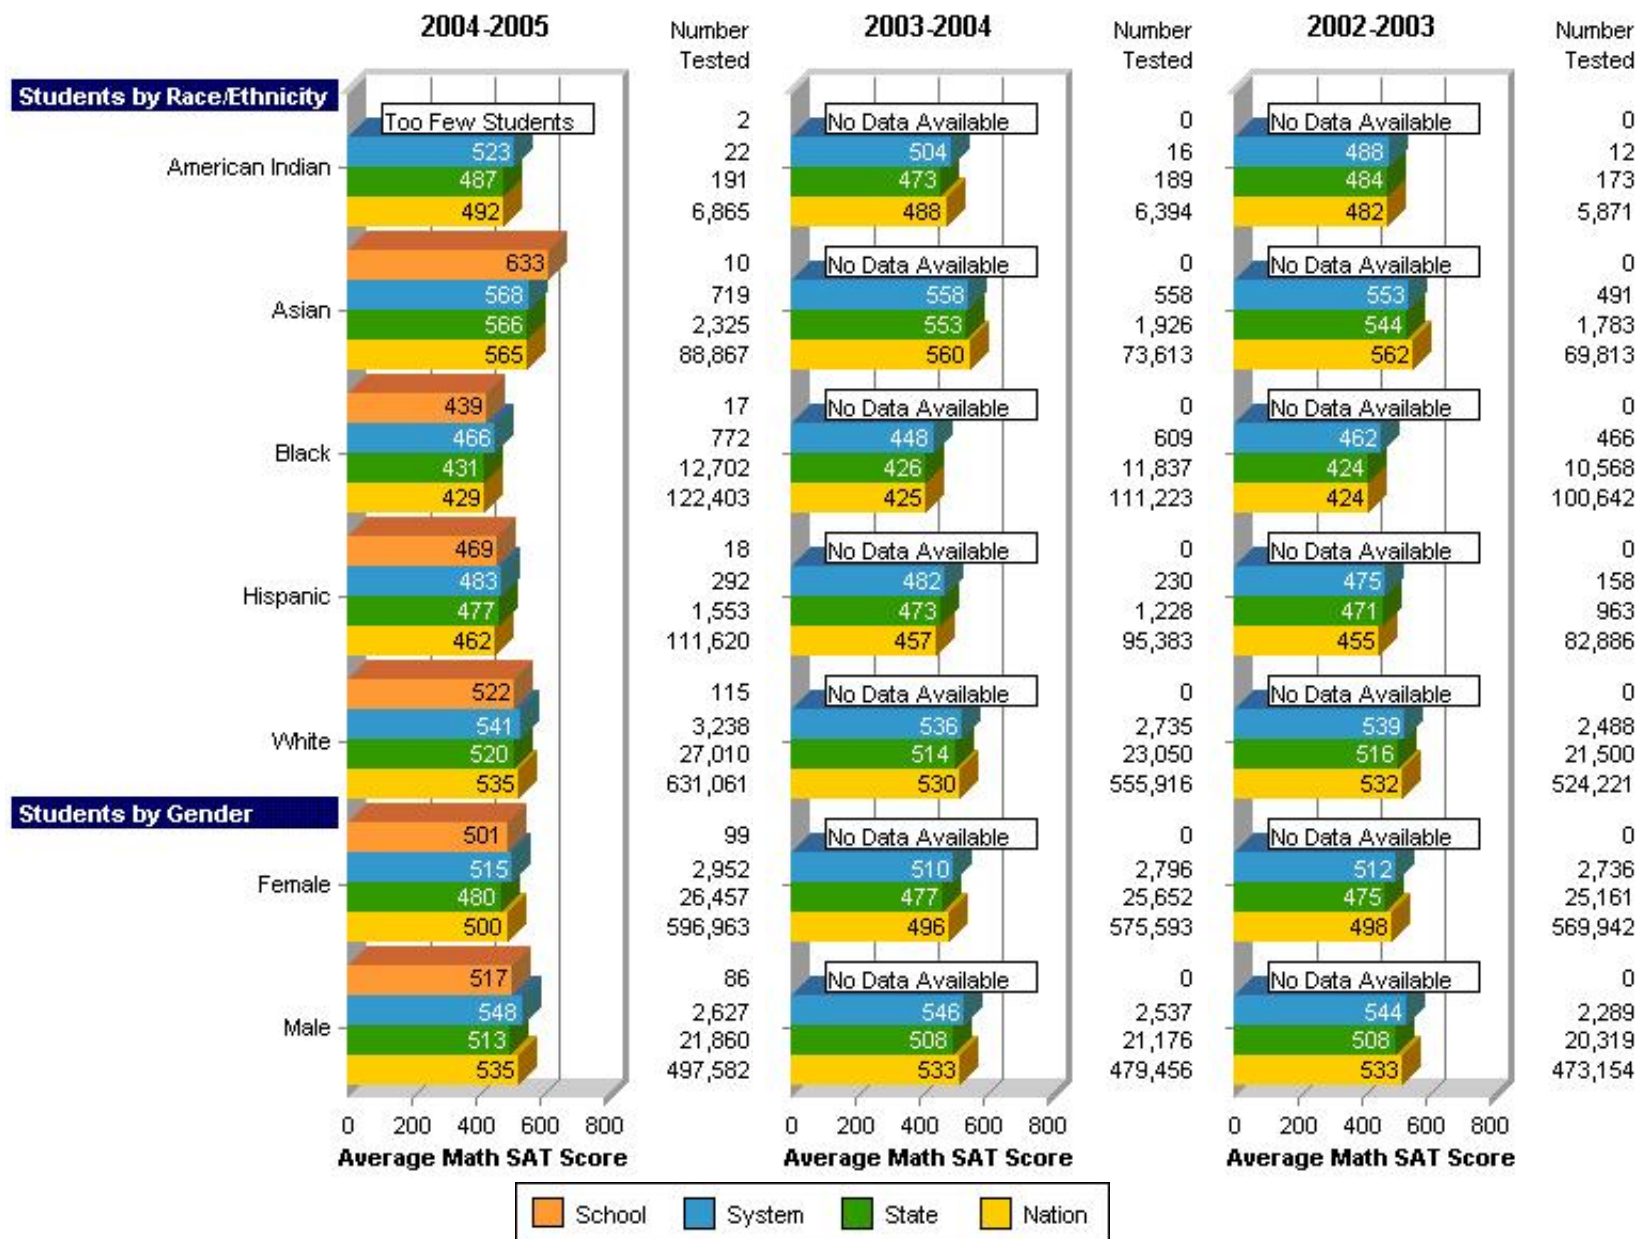 2004-2005 Number Tested 2003-2004 Number Tested 2002-2003 Number Tested
Students by Race/Ethnicity
Too Few Students 2 No Data Available 0 No Data Available 0
523 22 504 16 488 12
American Indian
487 191 473 189 484 173
492 6,865 488 6,394 482 5,871
633 10 No Data Available 0 No Data Available 0
568 719 558 558 553 491
Asian
566 2,325 553 1,926 544 1,783
565 88,867 560 73,613 562 69,813
439 17 No Data Available 0 No Data Available 0
466 772 448 609 462 466
Black
431 12,702 426 11,837 424 10,568
429 122,403 425 111,223 424 100,642
469 18 No Data Available 0 No Data Available 0
483 292 482 230 475 158
Hispanic
477 1,553 473 1,228 471 963
462 111,620 457 95,383 455 82,886
522 115 No Data Available 0 No Data Available 0
541 3,238 536 2,735 539 2,488
White
520 27,010 514 23,050 516 21,500
535 631,061 530 555,916 532 524,221
Students by Gender
501 99 No Data Available 0 No Data Available 0
515 2,952 510 2,796 512 2,736
Female
480 26,457 477 25,652 475 25,161
500 596,963 496 575,593 498 569,942
517 86 No Data Available 0 No Data Available 0
548 2,627 546 2,537 544 2,289
Male
513 21,860 508 21,176 508 20,319
535 497,582 533 479,456 533 473,154
0 200 400 600 800 0 200 400 600 800 0 200 400 600 800
Average Math SAT Score Average Math SAT Score Average Math SAT Score
School System State Nation